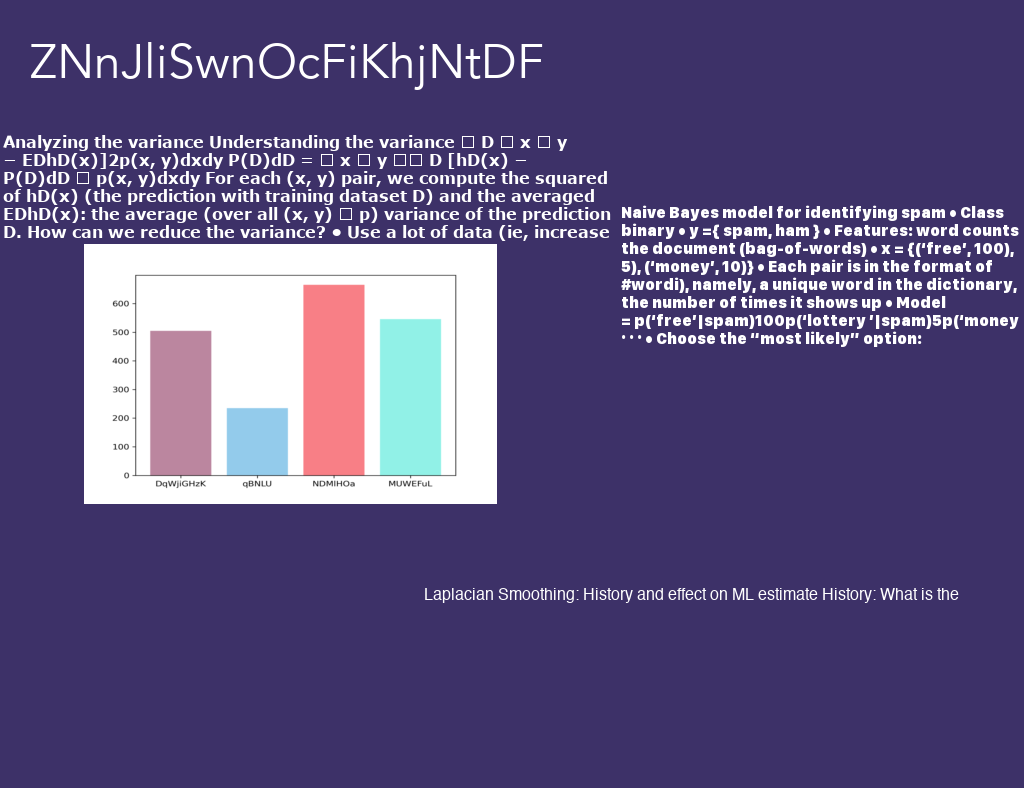 ZNnJliSwnOcFiKhjNtDF
Analyzing the variance Understanding the variance □ D □ x □ y
− EDhD(x)]2p(x, y)dxdy P(D)dD = □ x □ y □□ D [hD(x) −
P(D)dD □ p(x, y)dxdy For each (x, y) pair, we compute the squared
of hD(x) (the prediction with training dataset D) and the averaged
EDhD(x): the average (over all (x, y) □ p) variance of the prediction
D. How can we reduce the variance? • Use a lot of data (ie, increase
Naive Bayes model for identifying spam • Class
binary • y ={ spam, ham } • Features: word counts
the document (bag-of-words) • x = {(‘free’, 100),
5), (‘money’, 10)} • Each pair is in the format of
#wordi), namely, a unique word in the dictionary,
the number of times it shows up • Model
= p(‘free’|spam)100p(‘lottery ’|spam)5p(‘money
· · · • Choose the “most likely” option:
600
500
400
300
200
100
0
DqWjiGHzK qBNLU NDMIHOa MUWEFuL
Laplacian Smoothing: History and effect on ML estimate History: What is the